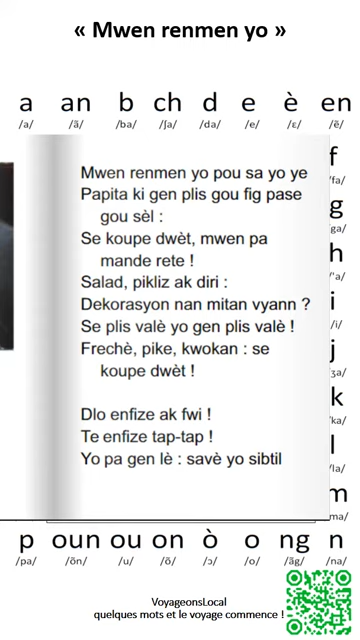 « Mwen renmen yo »
a an b ch d e è en
/a/ /ã/ /ba/ /ʃa/ /da/ /e/ /ɛ/ /ẽ/
Mwen renmen yo pou sa yo ye
Papita ki gen plis gou fig pase
gou sèl :
Se koupe dwèt, mwen pa
mande rete !
Salad, pikliz ak diri :
Dekorasyon nan mitan vyann ?
Se plis valè yo gen plis valè !
Frechè, pike, kwokan : se
koupe dwèt !
Dlo enfize ak fwi !
Te enfize tap-tap !
Yo pa gen lè : savè yo sibtil
f
/fa/
g
ga/
h
/'a/
i
/i/
j
ʒa/
k
/ka/
l
/la/
m
ma/
p oun ou on ò o ng n
/pa/ /õn/ /u/ /õ/ /ɔ/ /o/ /ãg/ /na/
VoyageonsLocal
quelques mots et le voyage commence !